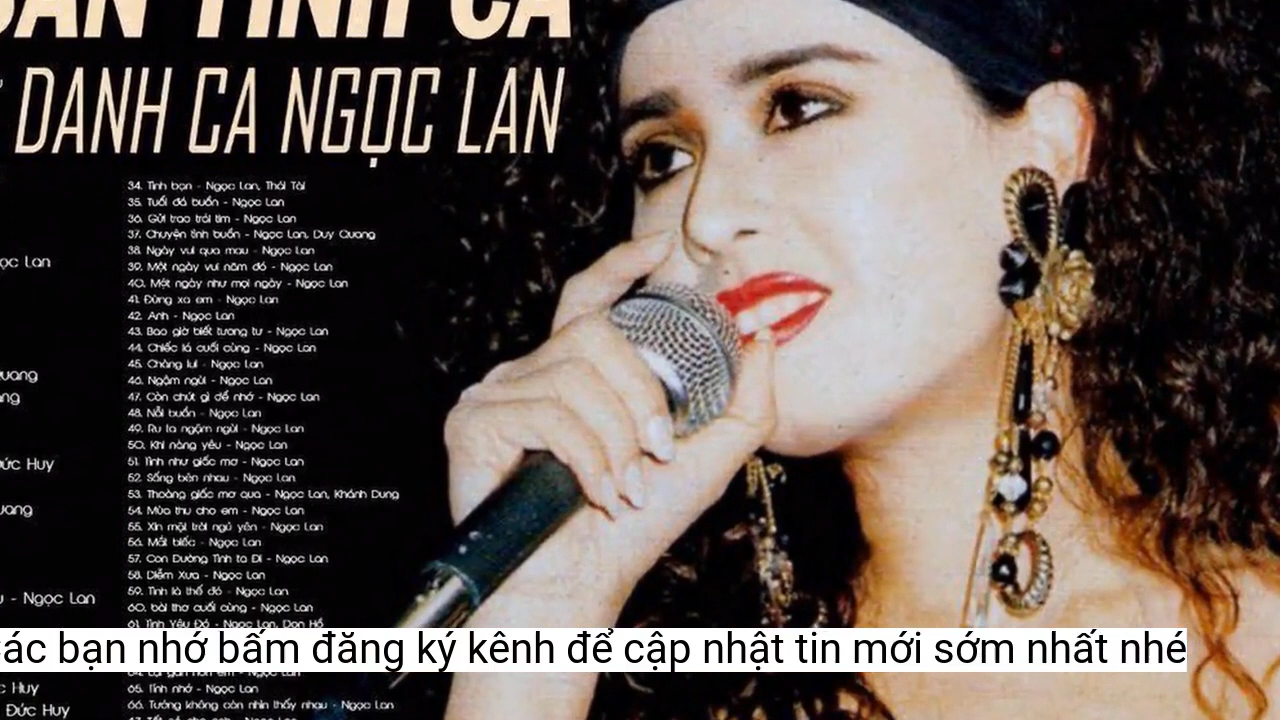 TÌNH CA
DANH CA NGỌC LAN
34. Tình bạn - Ngọc Lan, Thái Tài
35. Tuổi đá buồn - Ngọc Lan
36. Gửi trao trái tim - Ngọc Lan
37. Chuyện tình buồn - Ngọc Lan, Duy Quang
38. Ngày vui qua mau - Ngọc Lan
39. Một ngày vui năm đó - Ngọc Lan
40. Một ngày như mọi ngày - Ngọc Lan
41. Đừng xa em - Ngọc Lan
42. Anh - Ngọc Lan
43. Bao giờ biết tương tư - Ngọc Lan
44. Chiếc lá cuối cùng - Ngọc Lan
45. Chàng lui - Ngọc Lan
46. Ngậm ngùi - Ngọc Lan
47. Còn chút gì để nhớ - Ngọc Lan
48. Nỗi buồn - Ngọc Lan
49. Ru ta ngậm ngùi - Ngọc Lan
50. Khi nàng yêu - Ngọc Lan
51. Tình như giấc mơ - Ngọc Lan
52. Sống bên nhau - Ngọc Lan
53. Thoáng giấc mơ qua - Ngọc Lan, Khánh Dung
54. Mùa thu cho em - Ngọc Lan
55. Xin mặt trời ngủ yên - Ngọc Lan
56. Mắt biếc - Ngọc Lan
57. Con Đường Tình ta Đi - Ngọc Lan
58. Diễm Xưa - Ngọc Lan
59. Tình là thế đó - Ngọc Lan
60. bài thơ cuối cùng - Ngọc Lan
61. Tình Yêu Đó - Ngọc Lan, Don Hồ
65. Tình nhớ - Ngọc Lan
66. Tưởng không còn nhìn thấy nhau - Ngọc Lan
Lan
Đức Huy
- Ngọc Lan
Huy
Đức Huy
các bạn nhớ bấm đăng ký kênh để cập nhật tin mới sớm nhất nhé